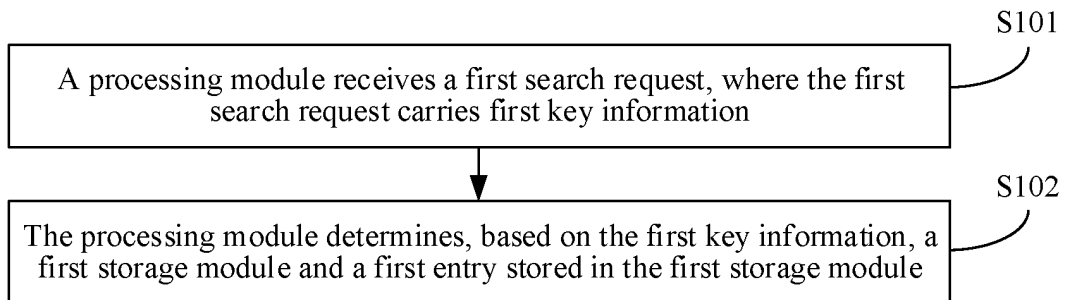 S101
A processing module receives a first search request, where the first
search request carries first key information
S102
The processing module determines, based on the first key information, a
first storage module and a first entry stored in the first storage module